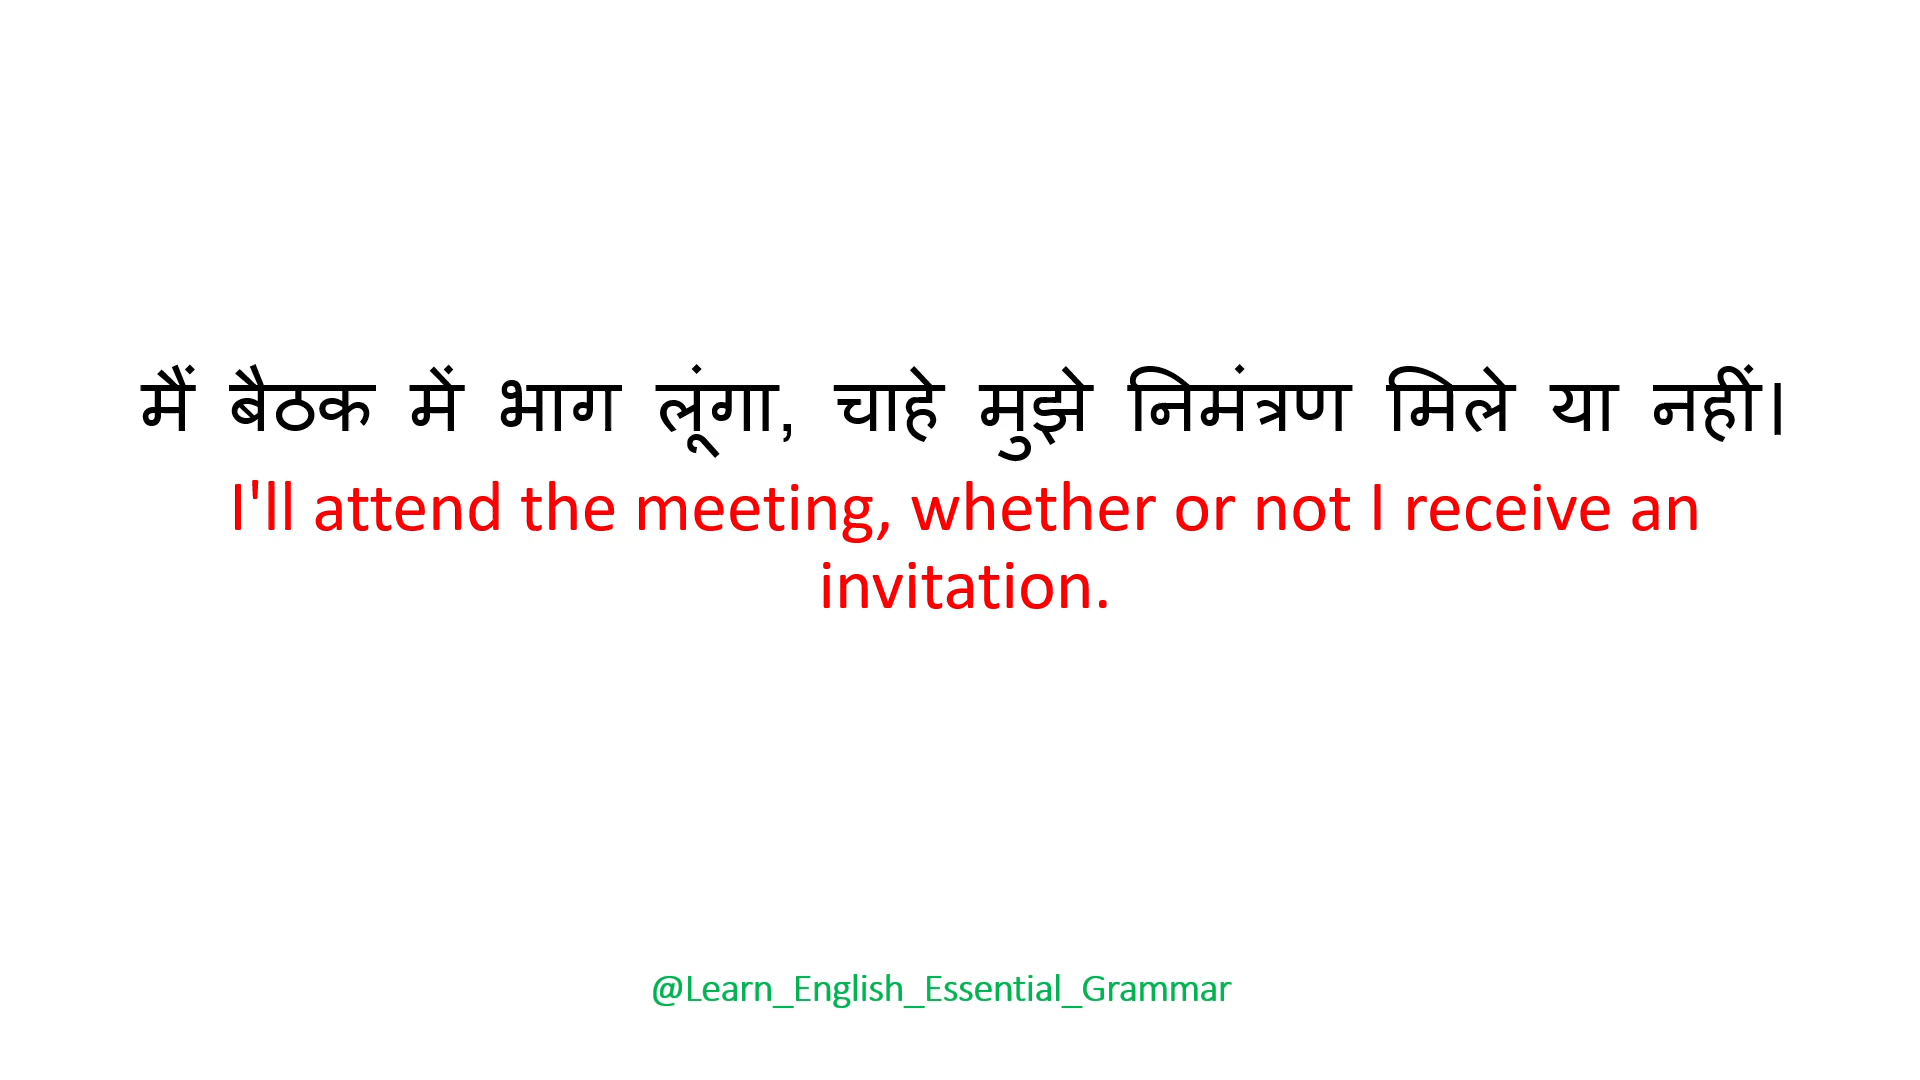 मैं बैठक में भाग लूंगा, चाहे मुझे निमंत्रण मिले या नहीं।
I'll attend the meeting, whether or not I receive an
invitation.
@Learn_English_Essential_Grammar